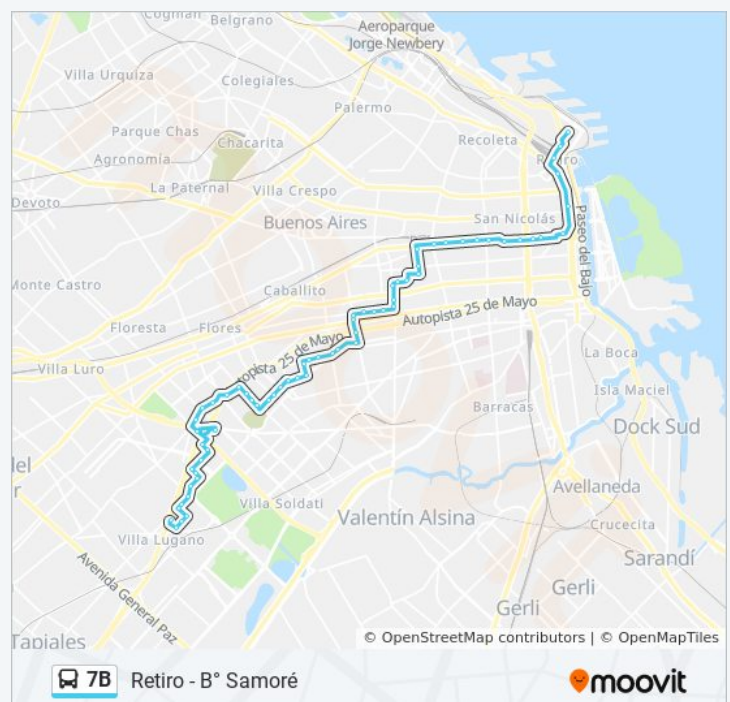 Cogman
Belgrano
Aeroparque
Jorge Newbery
Villa Urquiza
Colegiales
Palermo
Parque Chas
Chacarita
Recoleta
Retiro
Agronomía
La Paternal
Villa Crespo
Devoto
San Nicolás
Buenos Aires
Paseo del Bajo
Monte Castro
Caballito
Autopista 25 de Mayo
Floresta
Flores
topista 25 de Mayo
La Boca
Villa Luro
Isla Maciel
Barracas
Dock Sud
del
r
Avellaneda
Villa Soldati
Valentín Alsina
Crucecita
Villa Lugano
Sarandí
Avenida General Paz
Gerli
Gerli
Tapiales
© OpenStreetMap contributors | © OpenMapTiles
7B Retiro - B° Samoré
moovit